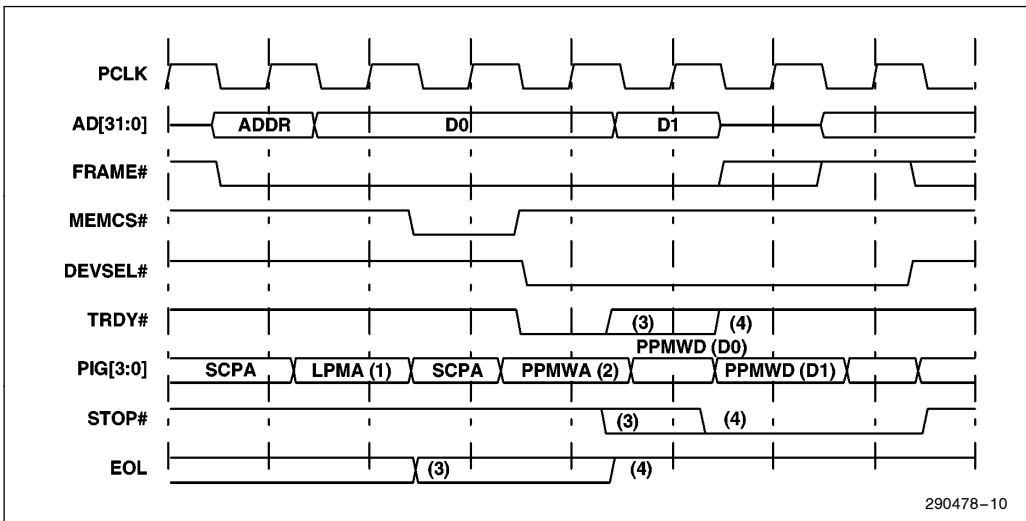 PCLK
AD[31:0] ADDR D0 D1
FRAME#
MEMCS#
DEVSEL#
TRDY# (3) (4)
PPMWD (D0)
PIG[3:0] SCPA LPMA (1) SCPA PPMWA (2) PPMWD (D1)
STOP# (3) (4)
EOL (3) (4)
290478–10